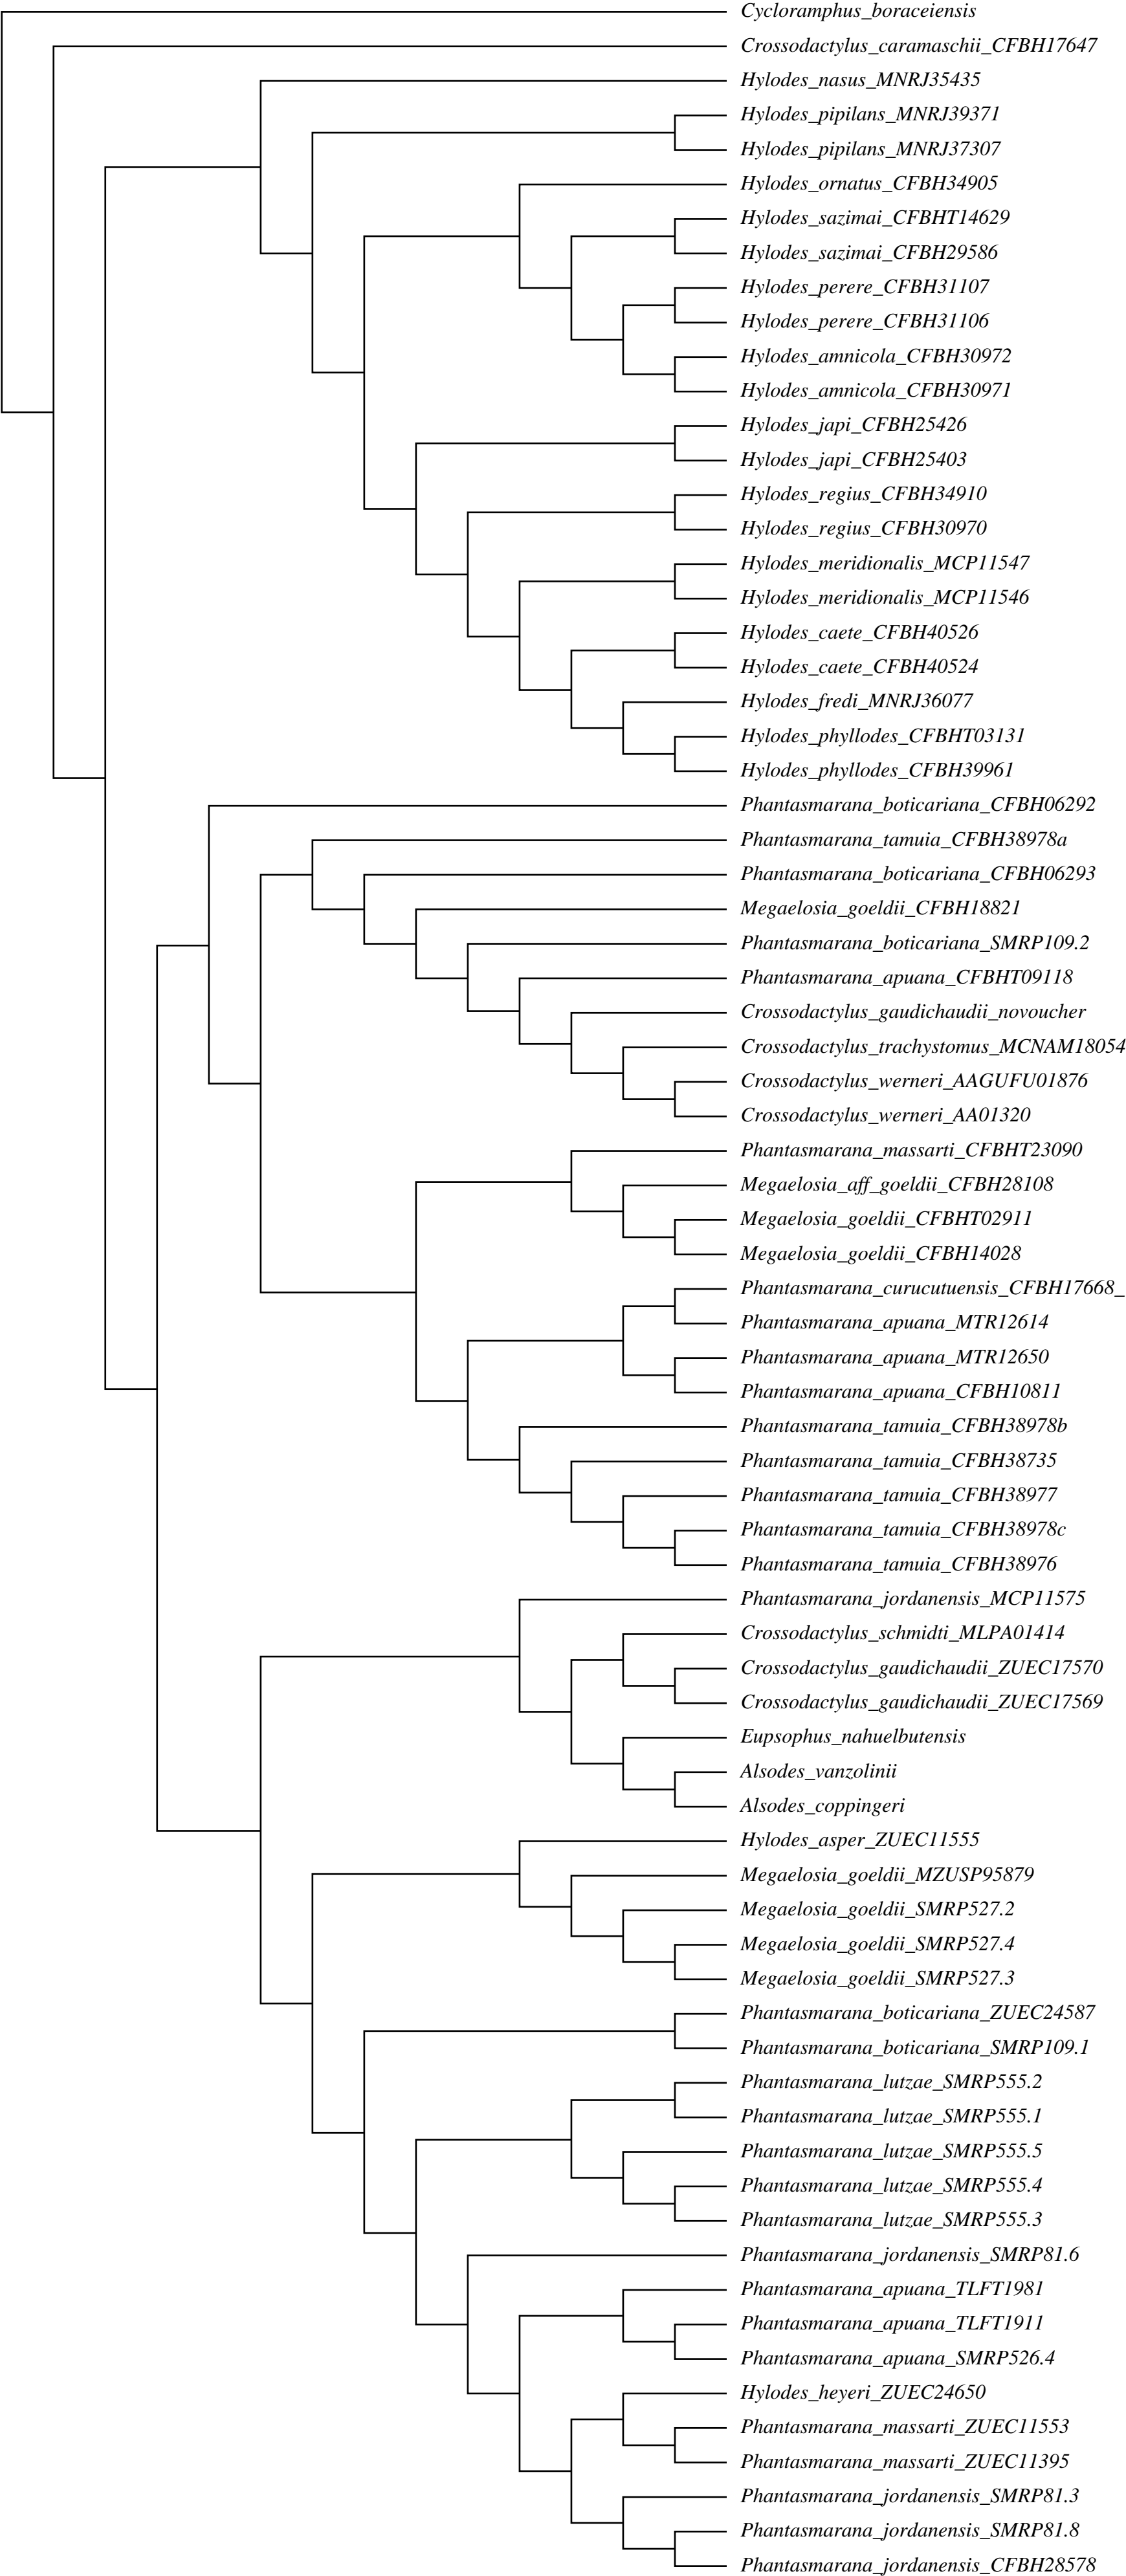 Cycloramphus_boraceiensis
Crossodactylus_caramaschii_CFBH17647
Hylodes_nasus_MNRJ35435
Hylodes_pipilans_MNRJ39371
Hylodes_pipilans_MNRJ37307
Hylodes_ornatus_CFBH34905
Hylodes_sazimai_CFBHT14629
Hylodes_sazimai_CFBH29586
Hylodes_perere_CFBH31107
Hylodes_perere_CFBH31106
Hylodes_amnicola_CFBH30972
Hylodes_amnicola_CFBH30971
Hylodes_japi_CFBH25426
Hylodes_japi_CFBH25403
Hylodes_regius_CFBH34910
Hylodes_regius_CFBH30970
Hylodes_meridionalis_MCP11547
Hylodes_meridionalis_MCP11546
Hylodes_caete_CFBH40526
Hylodes_caete_CFBH40524
Hylodes_fredi_MNRJ36077
Hylodes_phyllodes_CFBHT03131
Hylodes_phyllodes_CFBH39961
Phantasmarana_boticariana_CFBH06292
Phantasmarana_tamuia_CFBH38978a
Phantasmarana_boticariana_CFBH06293
Megaelosia_goeldii_CFBH18821
Phantasmarana_boticariana_SMRP109.2
Phantasmarana_apuana_CFBHT09118
Crossodactylus_gaudichaudii_novoucher
Crossodactylus_trachystomus_MCNAM18054
Crossodactylus_werneri_AAGUFU01876
Crossodactylus_werneri_AA01320
Phantasmarana_massarti_CFBHT23090
Megaelosia_aff_goeldii_CFBH28108
Megaelosia_goeldii_CFBHT02911
Megaelosia_goeldii_CFBH14028
Phantasmarana_curucutuensis_CFBH17668_
Phantasmarana_apuana_MTR12614
Phantasmarana_apuana_MTR12650
Phantasmarana_apuana_CFBH10811
Phantasmarana_tamuia_CFBH38978b
Phantasmarana_tamuia_CFBH38735
Phantasmarana_tamuia_CFBH38977
Phantasmarana_tamuia_CFBH38978c
Phantasmarana_tamuia_CFBH38976
Phantasmarana_jordanensis_MCP11575
Crossodactylus_schmidti_MLPA01414
Crossodactylus_gaudichaudii_ZUEC17570
Crossodactylus_gaudichaudii_ZUEC17569
Eupsophus_nahuelbutensis
Alsodes_vanzolinii
Alsodes_coppingeri
Hylodes_asper_ZUEC11555
Megaelosia_goeldii_MZUSP95879
Megaelosia_goeldii_SMRP527.2
Megaelosia_goeldii_SMRP527.4
Megaelosia_goeldii_SMRP527.3
Phantasmarana_boticariana_ZUEC24587
Phantasmarana_boticariana_SMRP109.1
Phantasmarana_lutzae_SMRP555.2
Phantasmarana_lutzae_SMRP555.1
Phantasmarana_lutzae_SMRP555.5
Phantasmarana_lutzae_SMRP555.4
Phantasmarana_lutzae_SMRP555.3
Phantasmarana_jordanensis_SMRP81.6
Phantasmarana_apuana_TLFT1981
Phantasmarana_apuana_TLFT1911
Phantasmarana_apuana_SMRP526.4
Hylodes_heyeri_ZUEC24650
Phantasmarana_massarti_ZUEC11553
Phantasmarana_massarti_ZUEC11395
Phantasmarana_jordanensis_SMRP81.3
Phantasmarana_jordanensis_SMRP81.8
Phantasmarana_jordanensis_CFBH28578